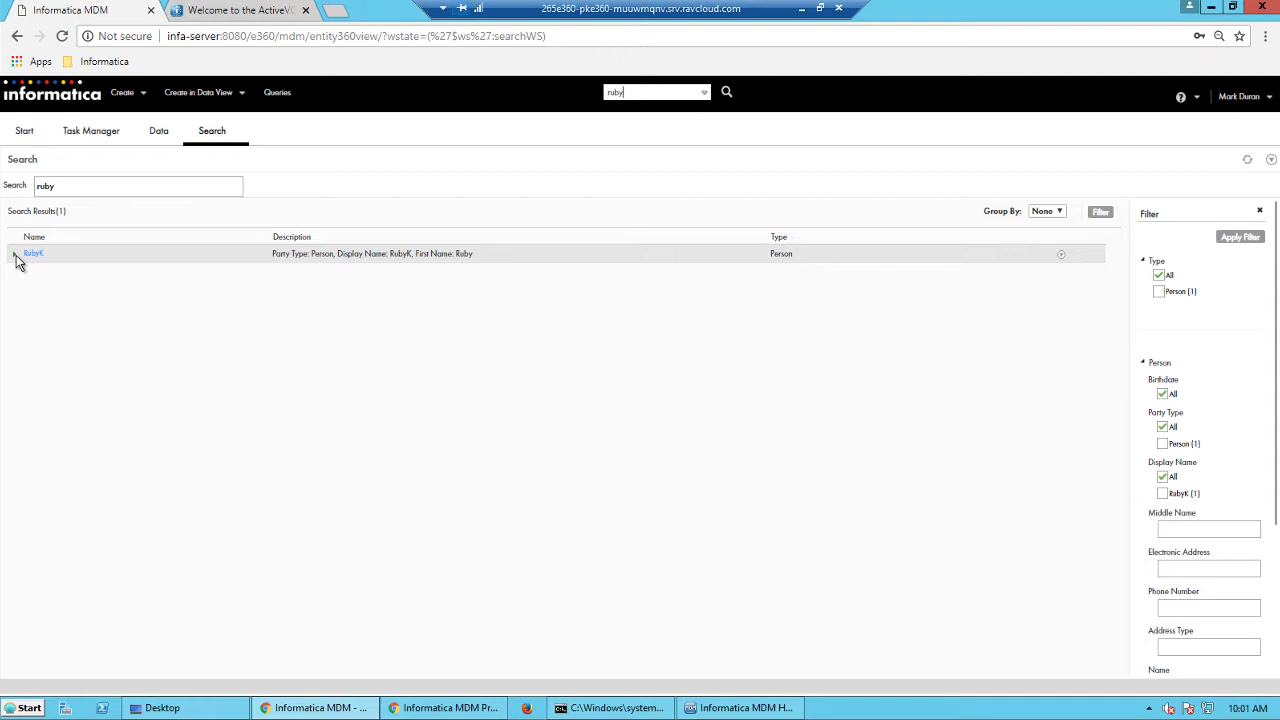 Informatica MDM
Welcome to the ActiveVO
265e360-pke360-muuwmqnv.srv.ravcloud.com
Not secure | infa-server:8080/e360/mdm/entity360view/?wstate=(%27$ws%27:searchWS)
Apps Informatica
informatica Create Create in Data View Queries ruby Mark Duran
Start Task Manager Data Search
Search
Search ruby
Search Results(1) Group By: None Filter
Name Description Type
RubyK Party Type: Person, Display Name: RubyK, First Name: Ruby Person
Filter
Apply Filter
Type
All
Person (1)
Person
Birthdate
All
Party Type
All
Person (1)
Display Name
All
RubyK (1)
Middle Name
Electronic Address
Phone Number
Address Type
Name
Start Desktop Informatica MDM - ... Informatica MDM Pr... C:\Windows\system... Informatica MDM H... 10:01 AM